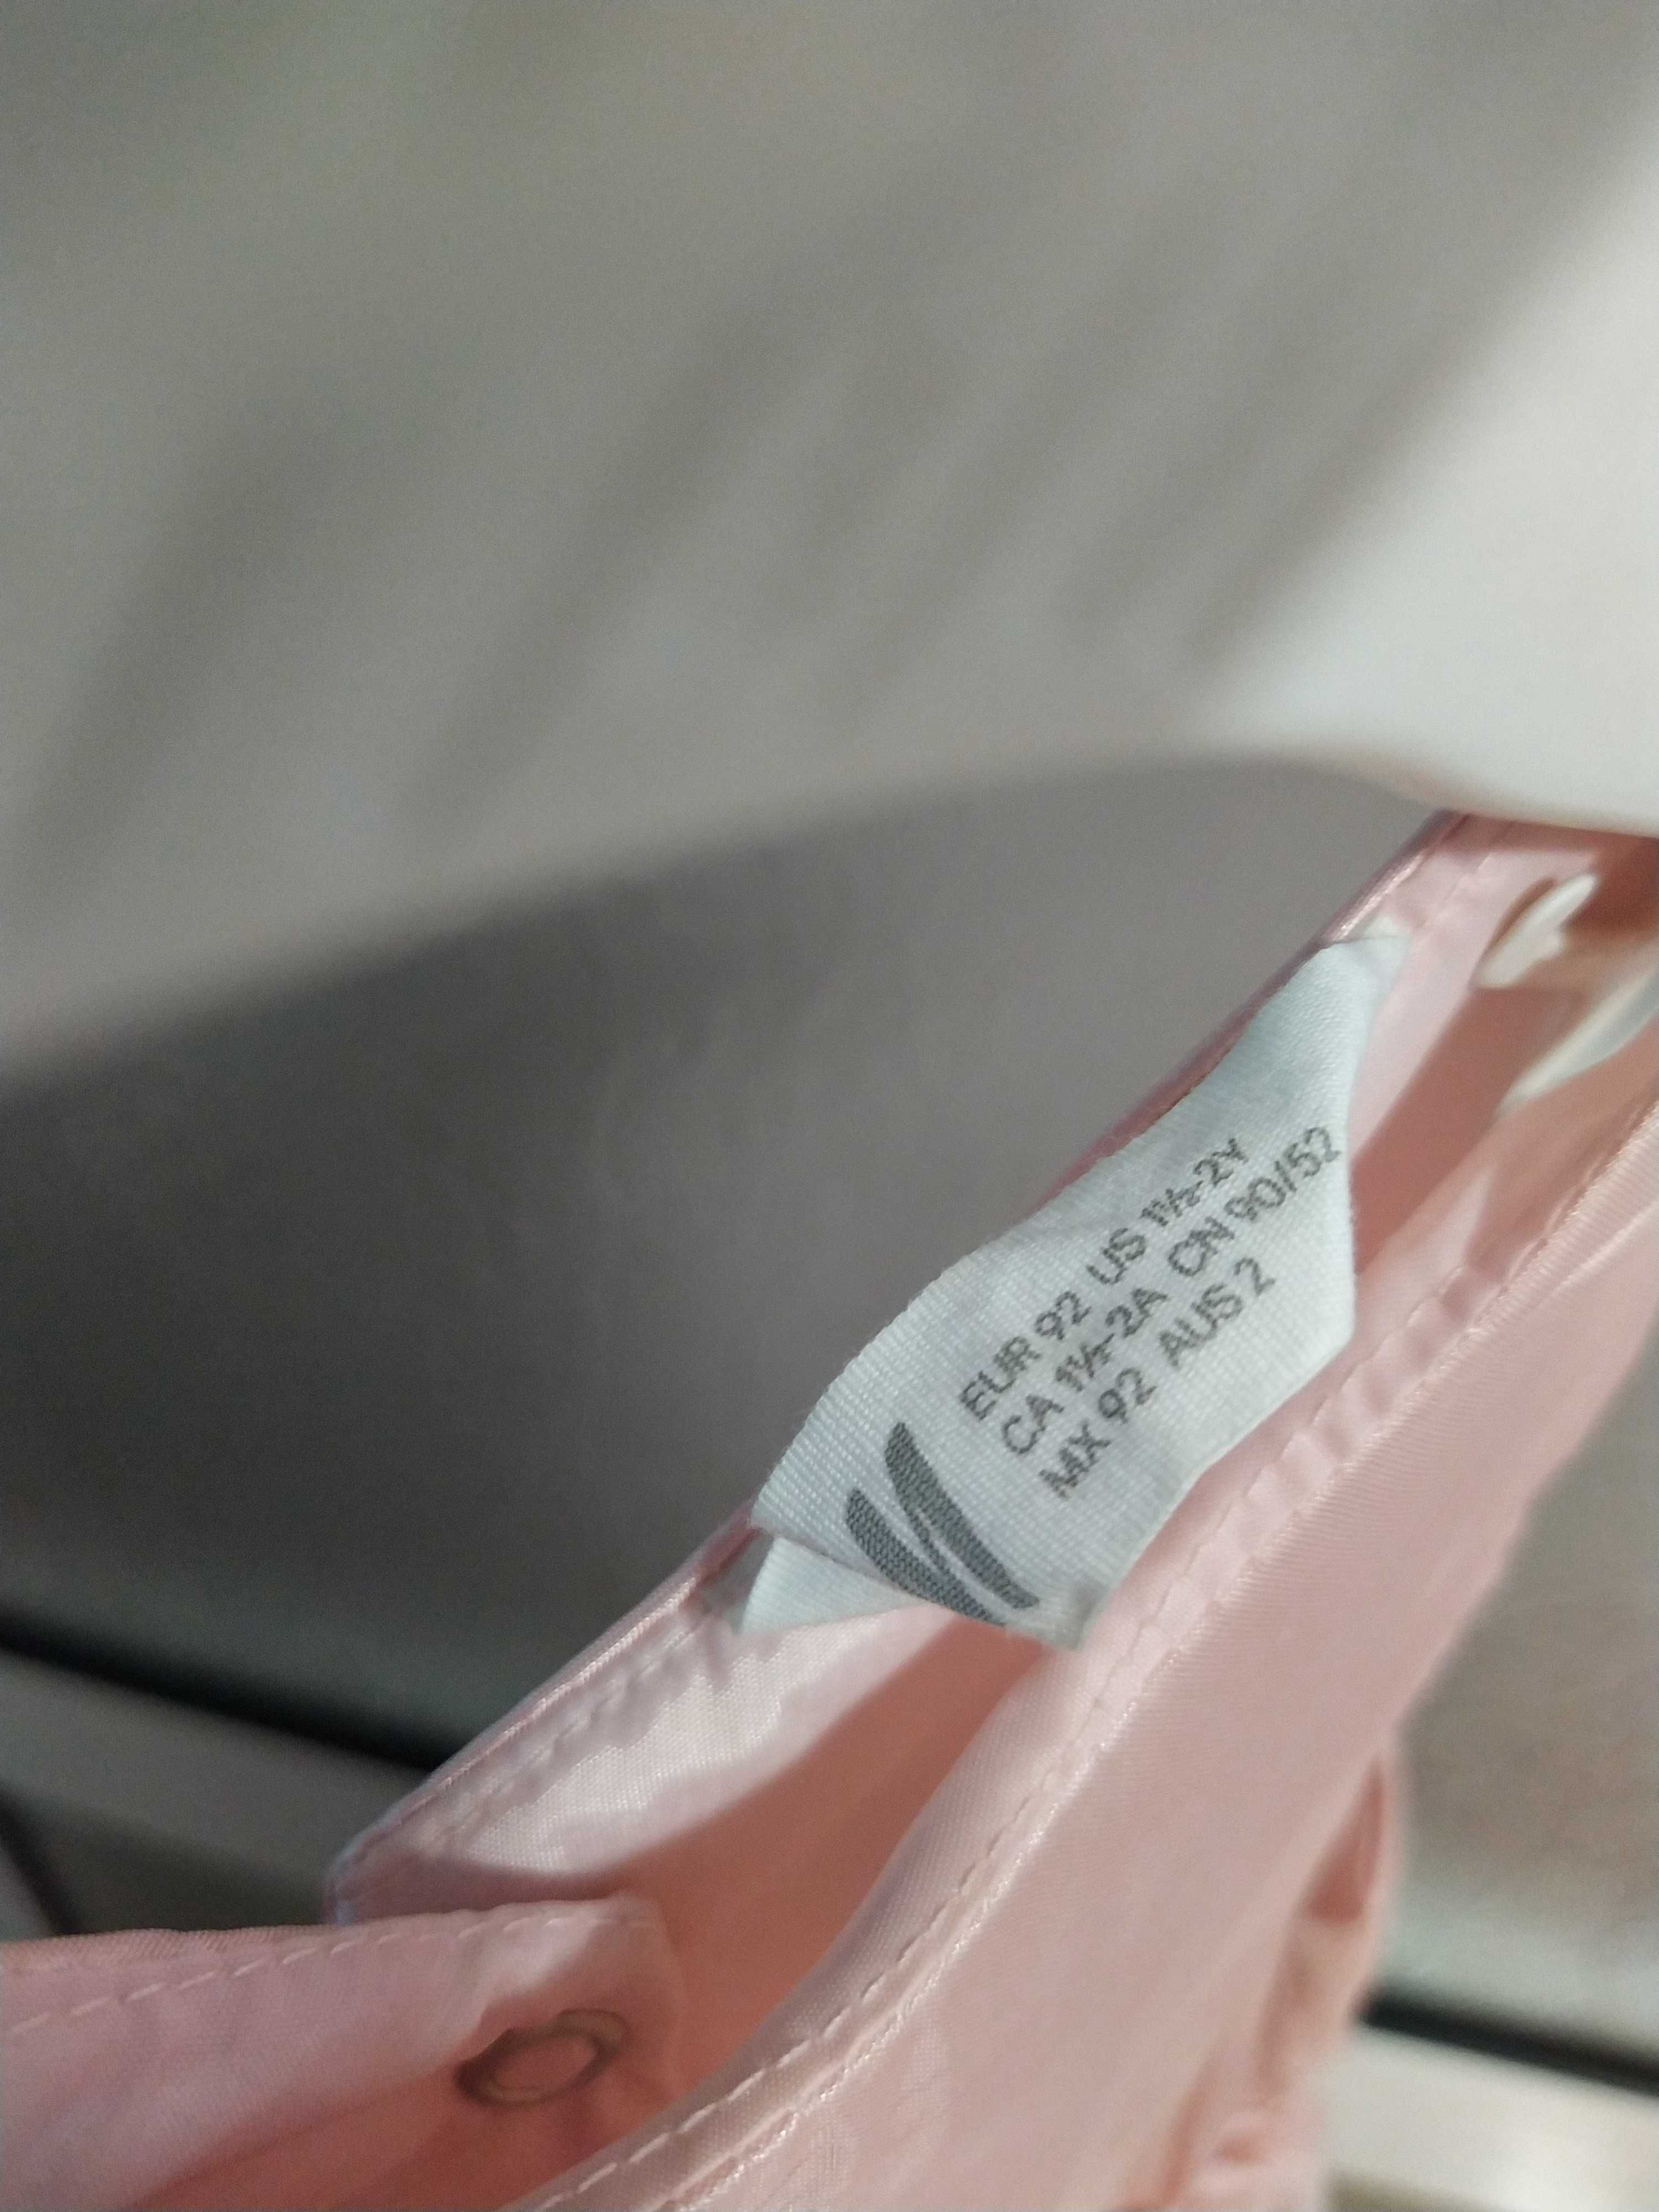 EUR 92 US 1½-2Y
CA 1½-2A CN 90/52
MX 92 AUS 2